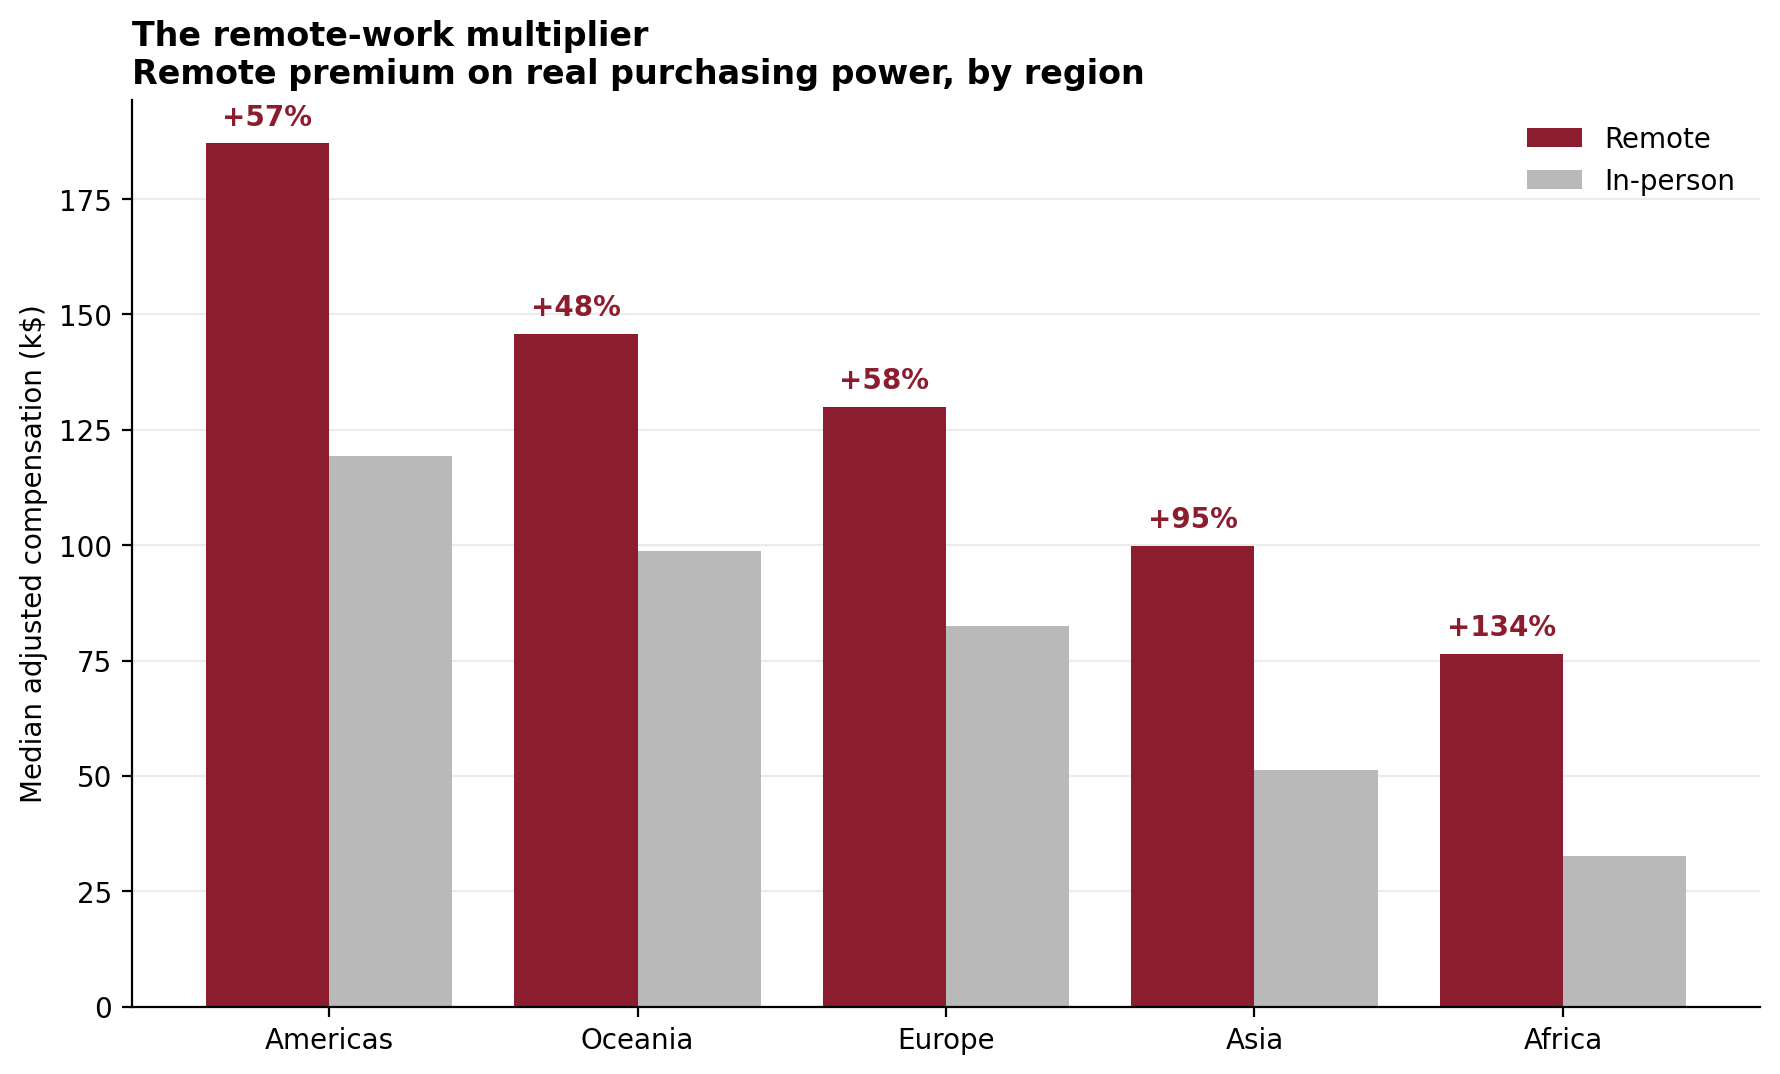 The remote-work multiplier
Remote premium on real purchasing power, by region
+57%
+48%
+58%
+95%
+134%
Remote
In-person
Median adjusted compensation (k$)
175
150
125
100
75
50
25
0
Americas
Oceania
Europe
Asia
Africa